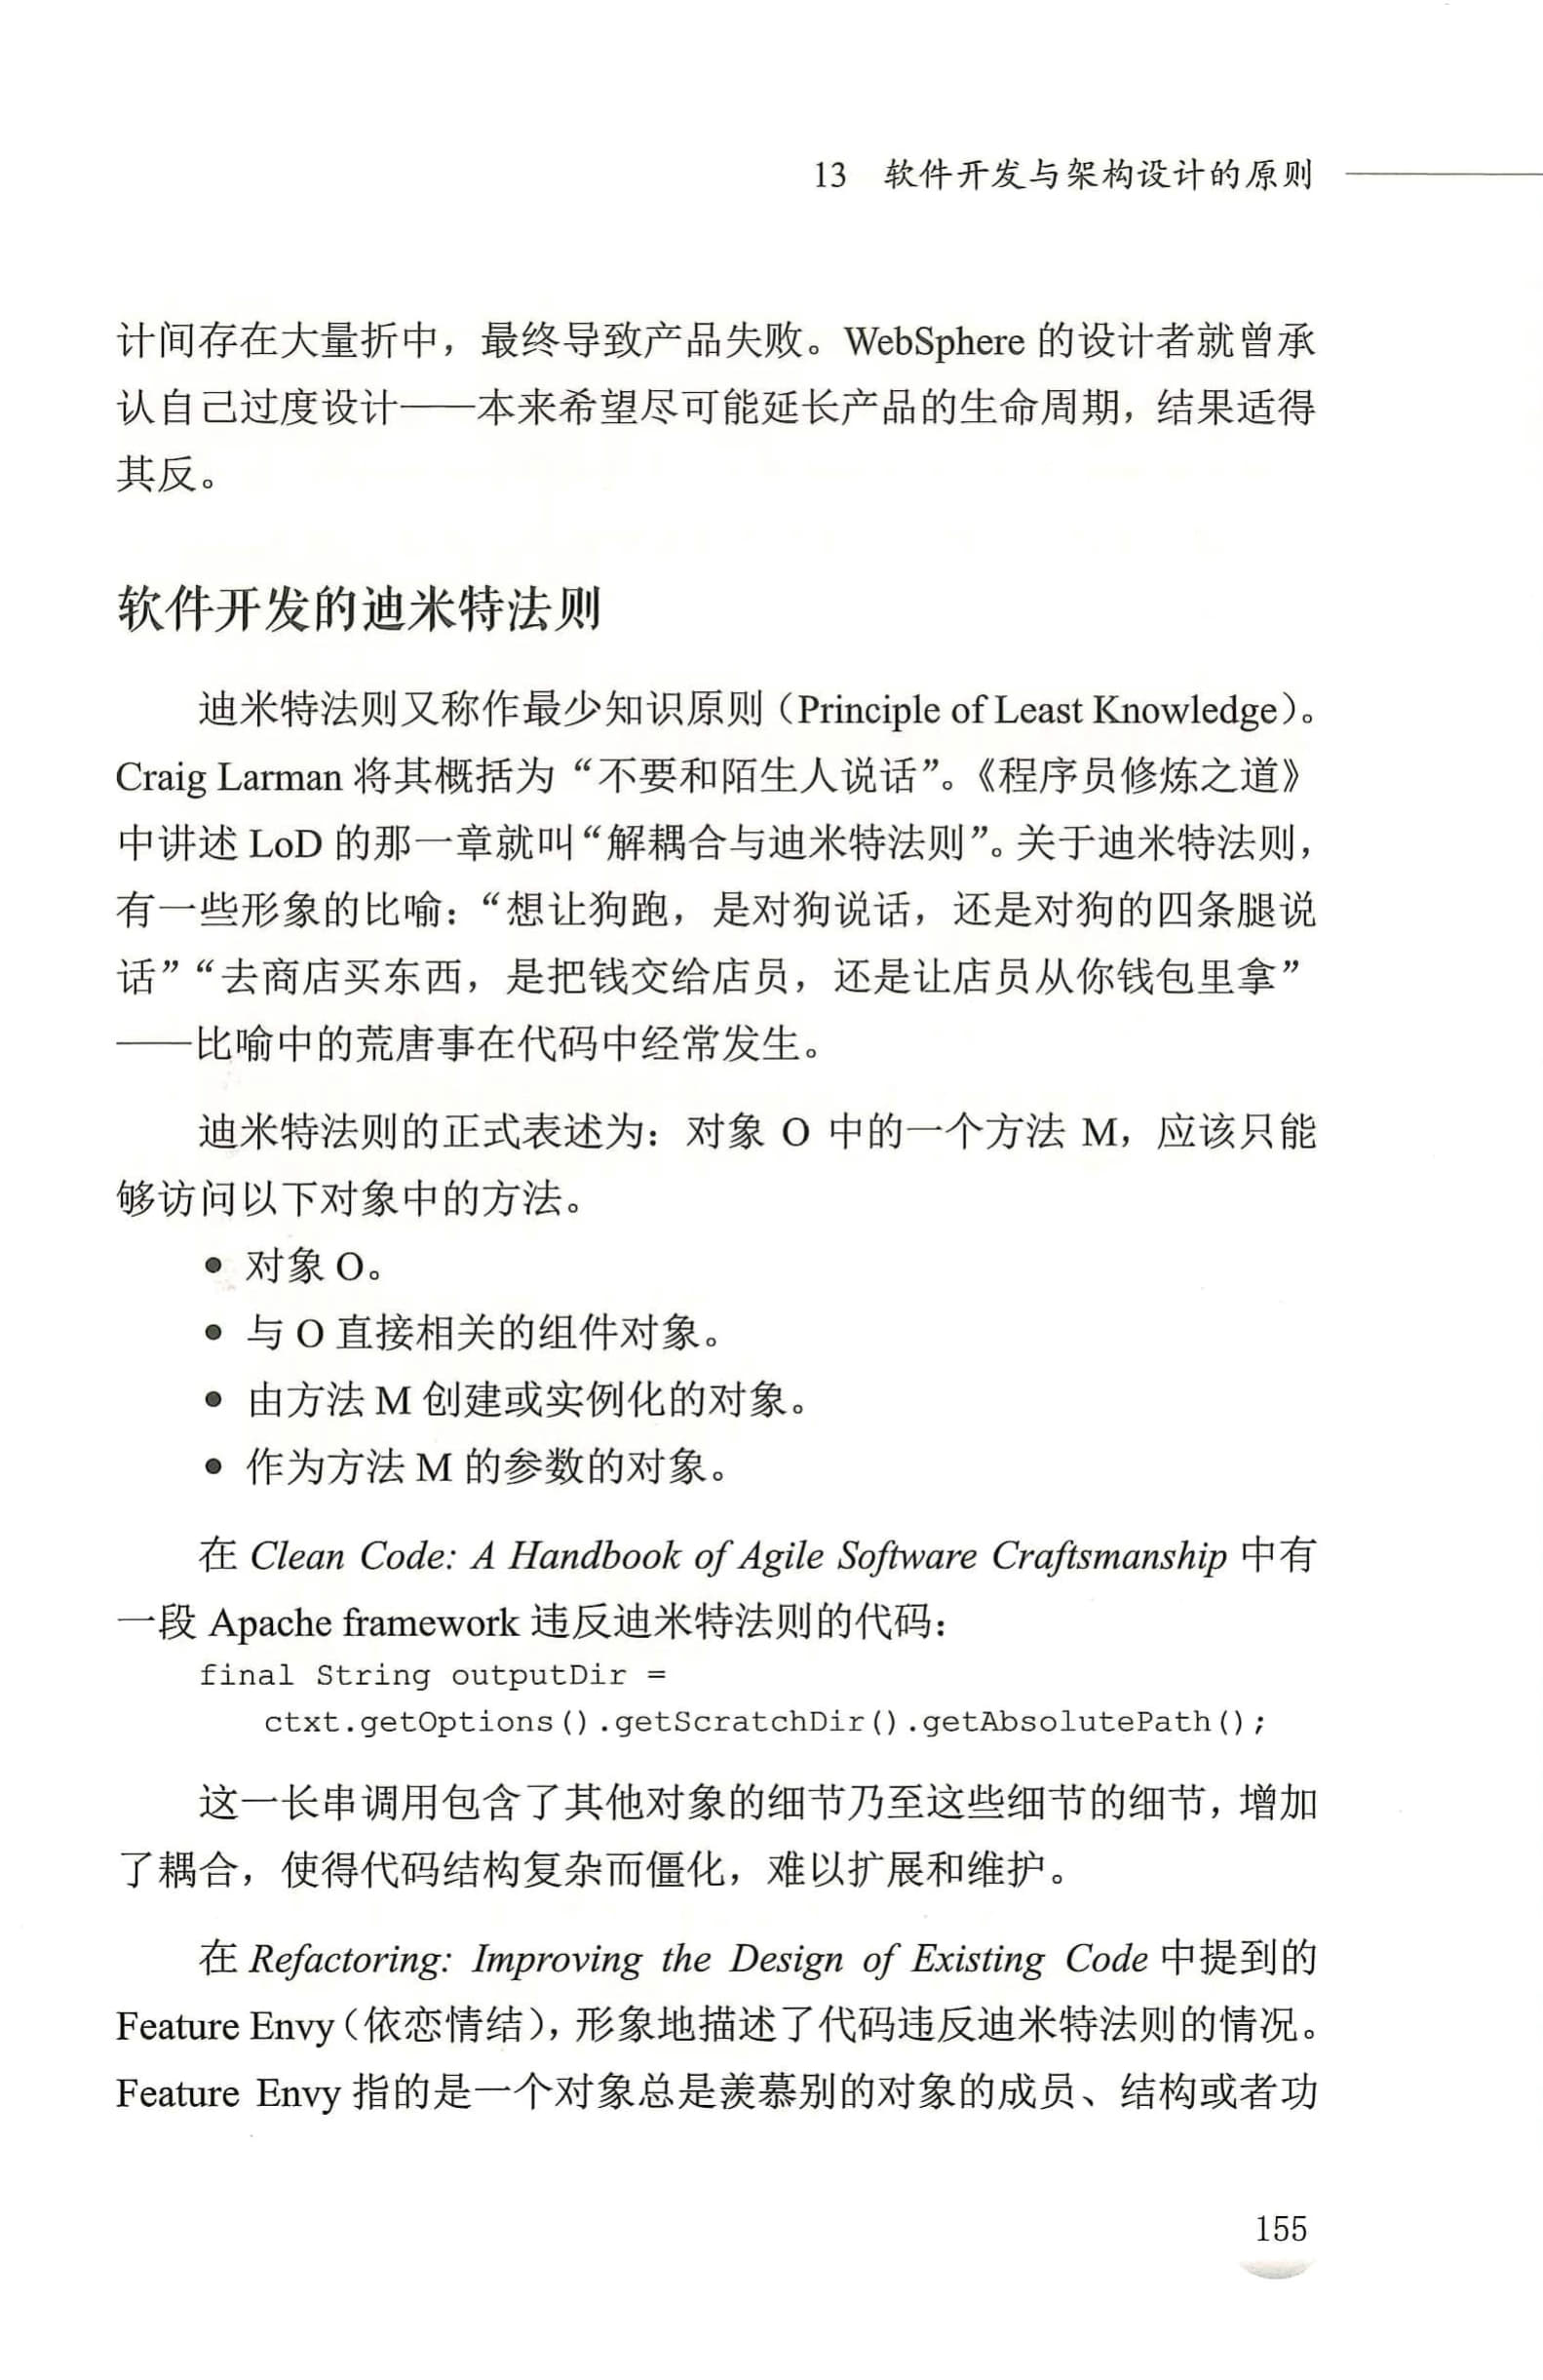 13 软件开发与架构设计的原则
计间存在大量折中，最终导致产品失败。WebSphere 的设计者就曾承
认自己过度设计——本来希望尽可能延长产品的生命周期，结果适得
其反。
软件开发的迪米特法则
迪米特法则又称作最少知识原则（Principle of Least Knowledge）。
Craig Larman 将其概括为“不要和陌生人说话”。《程序员修炼之道》
中讲述 LoD 的那一章就叫“解耦合与迪米特法则”。关于迪米特法则，
有一些形象的比喻：“想让狗跑，是对狗说话，还是对狗的四条腿说
话”“去商店买东西，是把钱交给店员，还是让店员从你钱包里拿”
——比喻中的荒唐事在代码中经常发生。
迪米特法则的正式表述为：对象 O 中的一个方法 M，应该只能
够访问以下对象中的方法。
● 对象 O。
● 与 O 直接相关的组件对象。
● 由方法 M 创建或实例化的对象。
● 作为方法 M 的参数的对象。
在 Clean Code: A Handbook of Agile Software Craftsmanship 中有
一段 Apache framework 违反迪米特法则的代码：
final String outputDir =
ctxt.getOptions().getScratchDir().getAbsolutePath();
这一长串调用包含了其他对象的细节乃至这些细节的细节，增加
了耦合，使得代码结构复杂而僵化，难以扩展和维护。
在 Refactoring: Improving the Design of Existing Code 中提到的
Feature Envy（依恋情结），形象地描述了代码违反迪米特法则的情况。
Feature Envy 指的是一个对象总是羡慕别的对象的成员、结构或者功
155